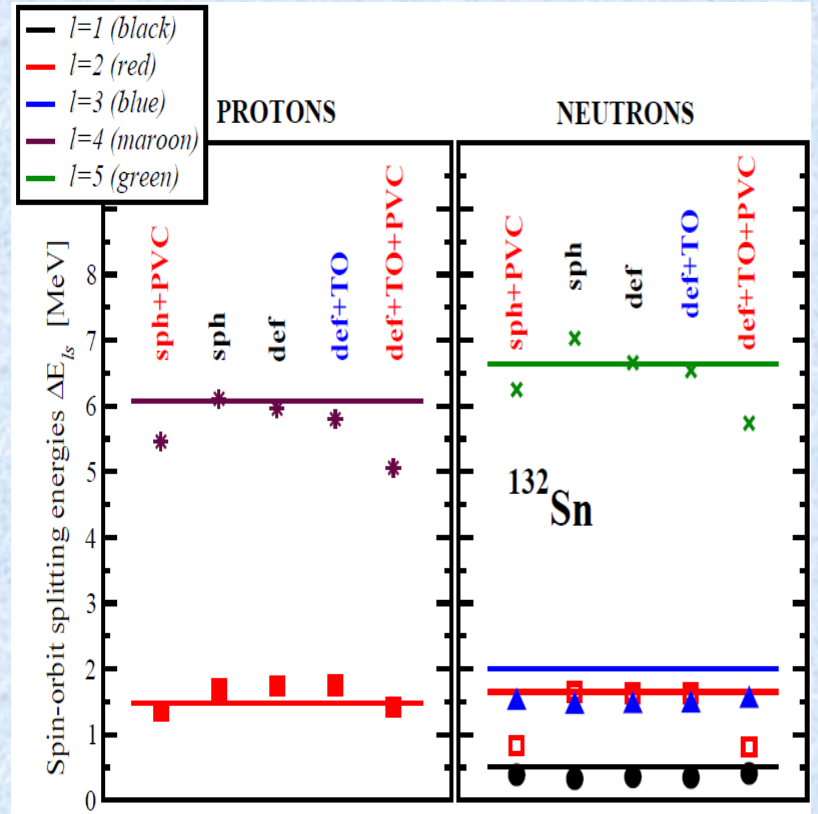 l=1 (black)
l=2 (red)
l=3 (blue)
l=4 (maroon)
l=5 (green)
PROTONS
NEUTRONS
Spin-orbit splitting energies ΔE_ls [MeV]
8
7
6
5
4
3
2
1
0
sph+PVC
sph
def
def+TO
def+TO+PVC
sph+PVC
sph
def
def+TO
def+TO+PVC
¹³²Sn